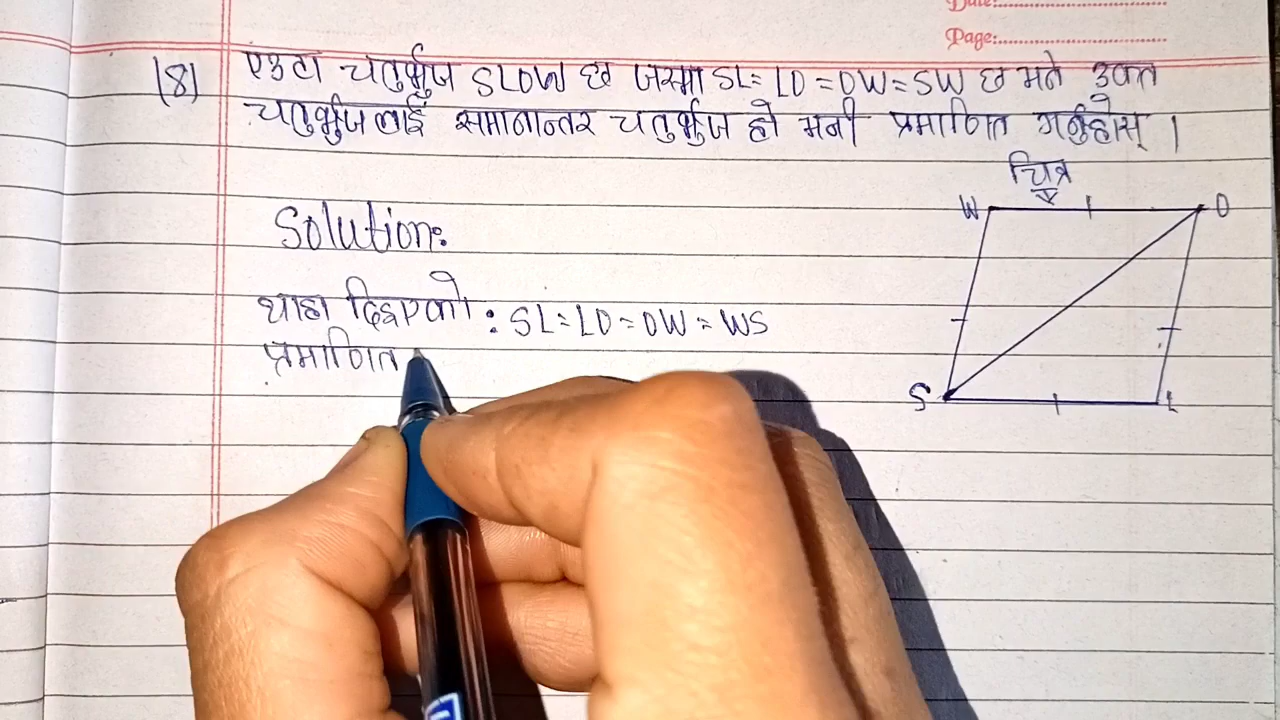 Date:
Page:
(8) एउटा चतुर्भुज SLOW छ जसमा SL = LO = OW = SW छ भने उक्त
चतुर्भुजलाई समानान्तर चतुर्भुज हो भनी प्रमाणित गर्नुहोस् ।
चित्र
W O
Solution:
थाहा दिइएको : SL = LO = OW = WS
प्रमाणित
S L